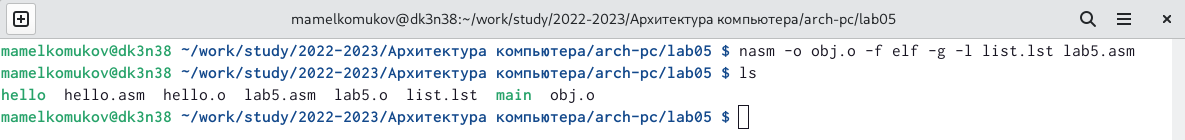 mamelkomukov@dk3n38:~/work/study/2022-2023/Архитектура компьютера/arch-pc/lab05
mamelkomukov@dk3n38 ~/work/study/2022-2023/Архитектура компьютера/arch-pc/lab05 $ nasm -o obj.o -f elf -g -l list.lst lab5.asm
mamelkomukov@dk3n38 ~/work/study/2022-2023/Архитектура компьютера/arch-pc/lab05 $ ls
hello hello.asm hello.o lab5.asm lab5.o list.lst main obj.o
mamelkomukov@dk3n38 ~/work/study/2022-2023/Архитектура компьютера/arch-pc/lab05 $